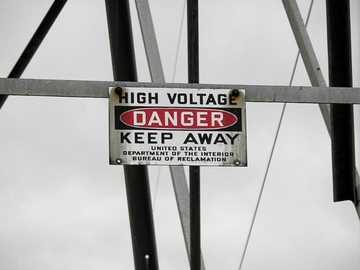 HIGH VOLTAGE
DANGER
KEEP AWAY
UNITED STATES
DEPARTMENT OF THE INTERIOR
BUREAU OF RECLAMATION